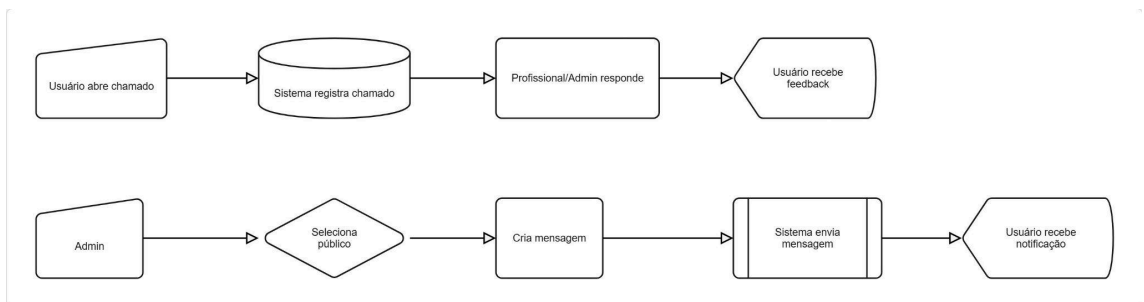 Usuário abre chamado
Sistema registra chamado
Profissional/Admin responde
Usuário recebe
feedback
Admin
Seleciona
público
Cria mensagem
Sistema envia
mensagem
Usuário recebe
notificação